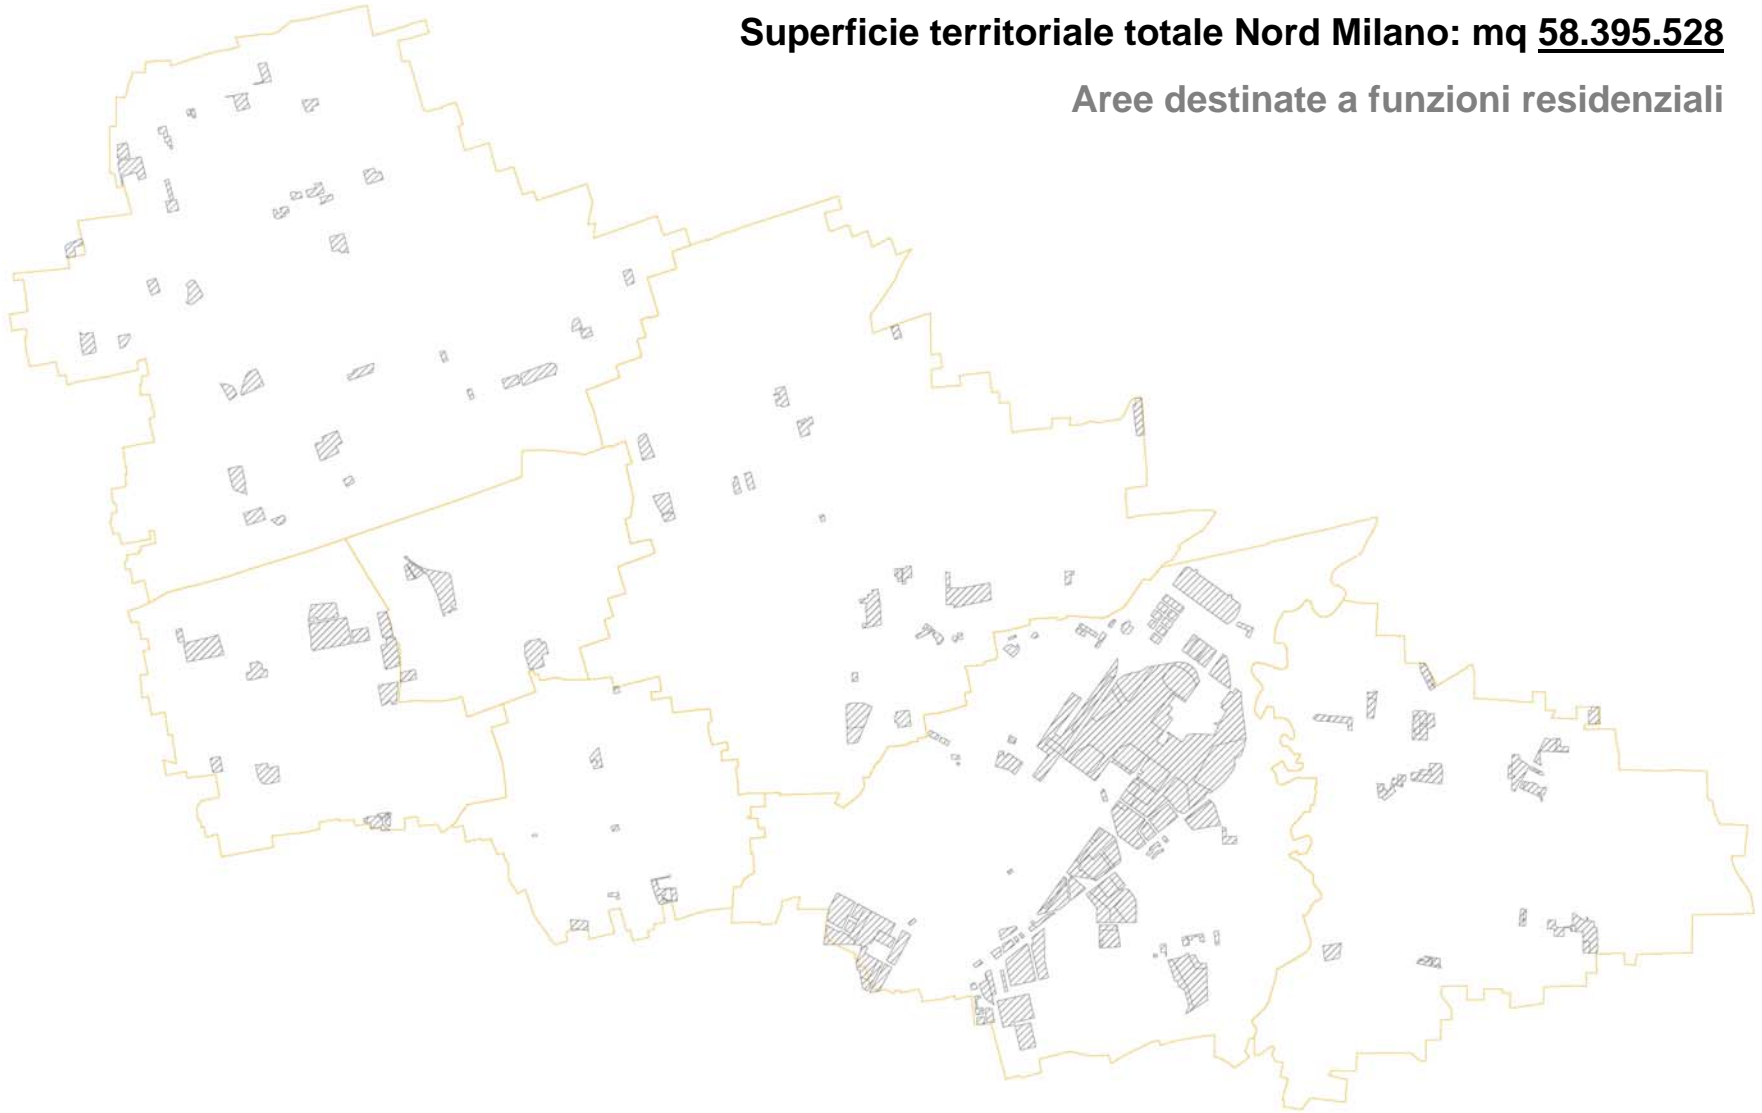 Superficie territoriale totale Nord Milano: mq 58.395.528
Aree destinate a funzioni residenziali